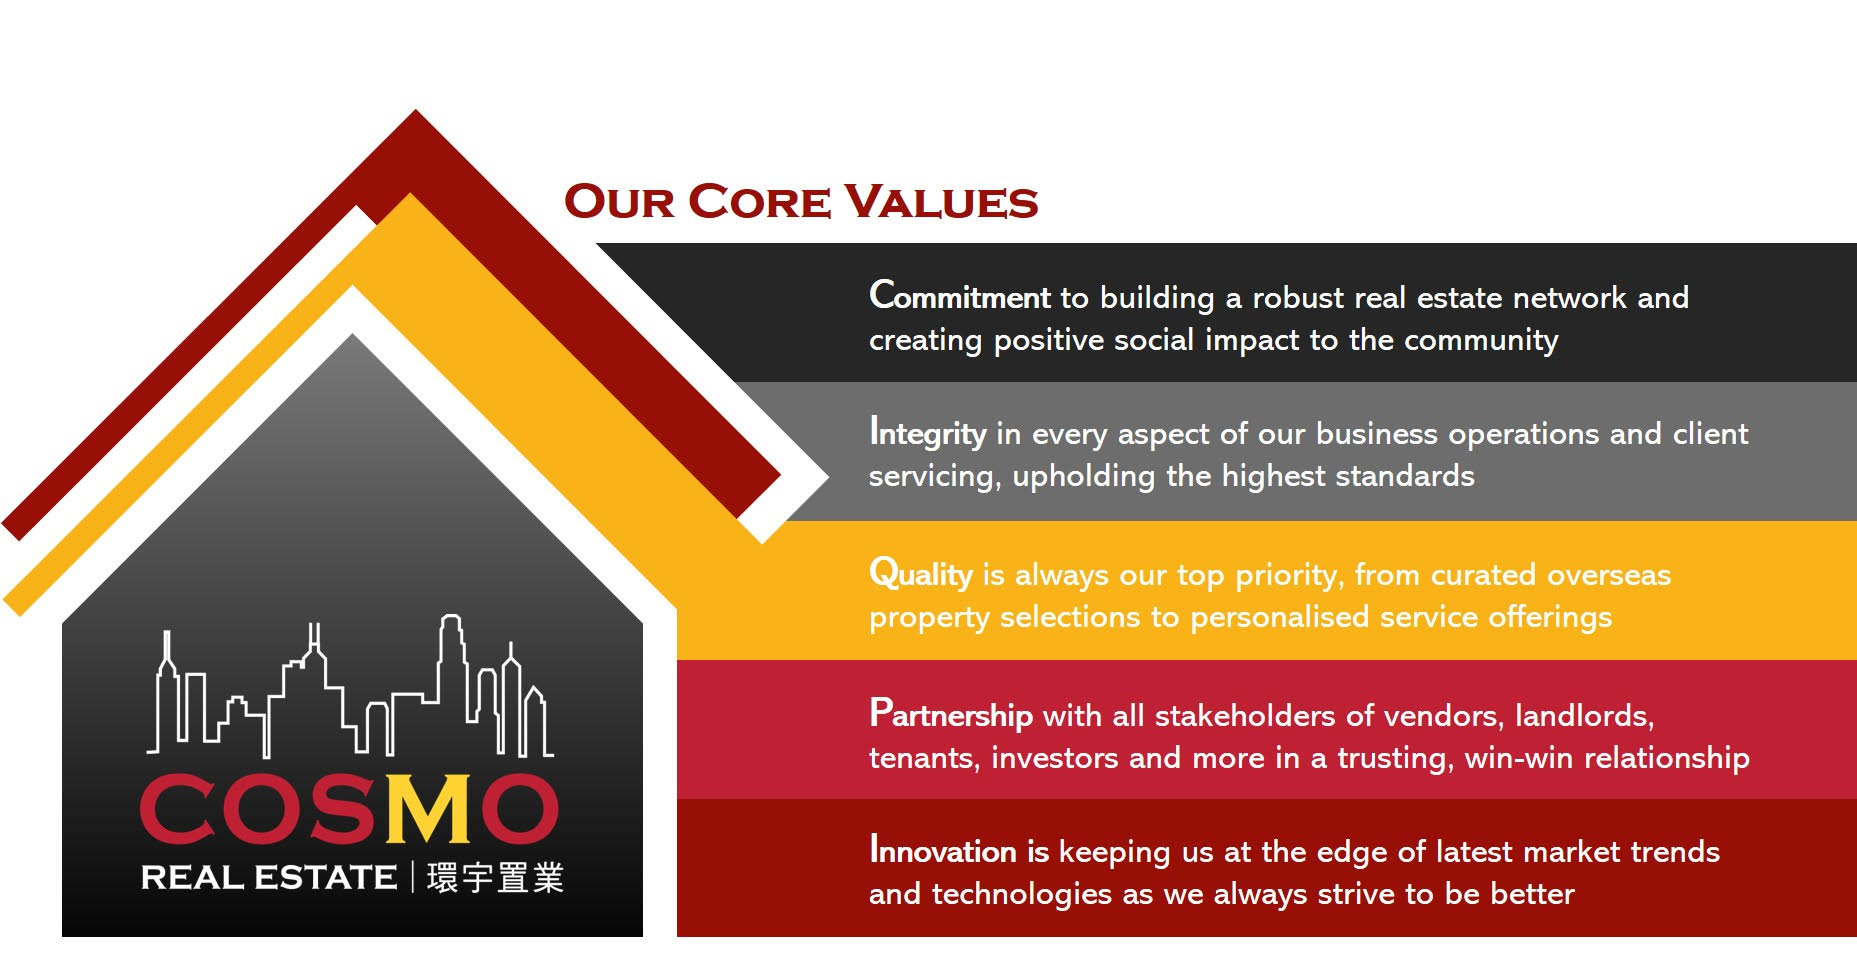 OUR CORE VALUES
Commitment to building a robust real estate network and
creating positive social impact to the community
Integrity in every aspect of our business operations and client
servicing, upholding the highest standards
Quality is always our top priority, from curated overseas
property selections to personalised service offerings
Partnership with all stakeholders of vendors, landlords,
tenants, investors and more in a trusting, win-win relationship
Innovation is keeping us at the edge of latest market trends
and technologies as we always strive to be better
COSMO
REAL ESTATE | 環宇置業